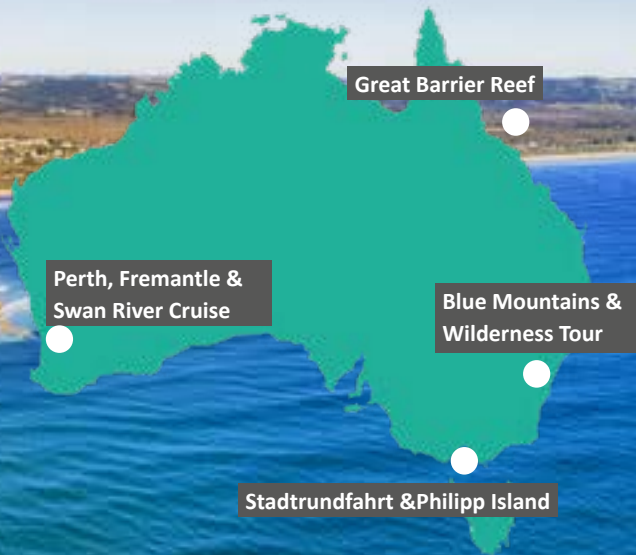 Great Barrier Reef
Perth, Fremantle &
Swan River Cruise
Blue Mountains &
Wilderness Tour
Stadtrundfahrt &Philipp Island